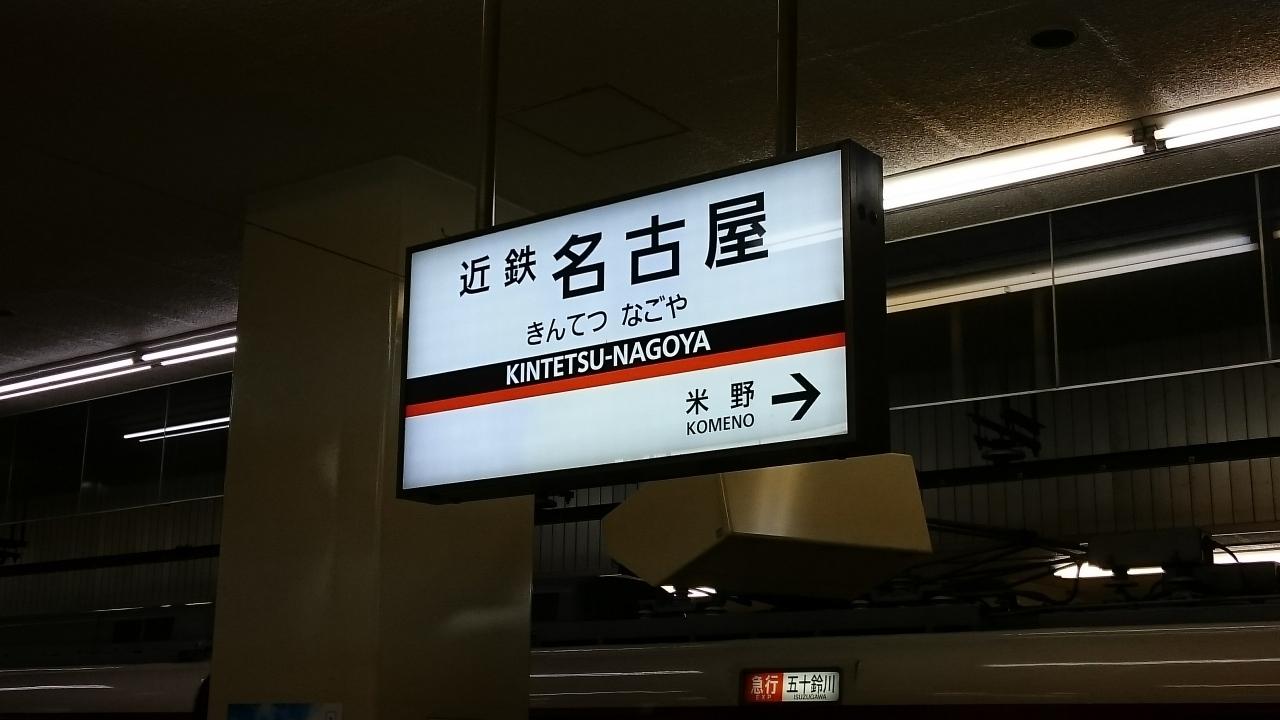 近鉄名古屋
きんてつ なごや
KINTETSU-NAGOYA
米野 →
KOMENO
急行 五十鈴川
EXP ISUZUGAWA